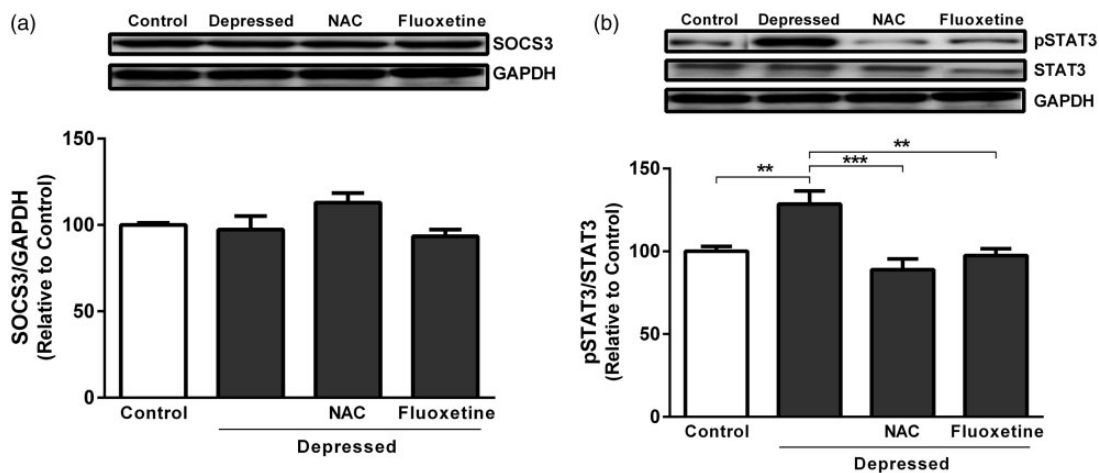 (a)
Control Depressed NAC Fluoxetine
SOCS3
GAPDH
SOCS3/GAPDH
(Relative to Control)
150
100
50
0
Control NAC Fluoxetine
Depressed
(b)
Control Depressed NAC Fluoxetine
pSTAT3
STAT3
GAPDH
pSTAT3/STAT3
(Relative to Control)
** *** **
150
100
50
0
Control NAC Fluoxetine
Depressed